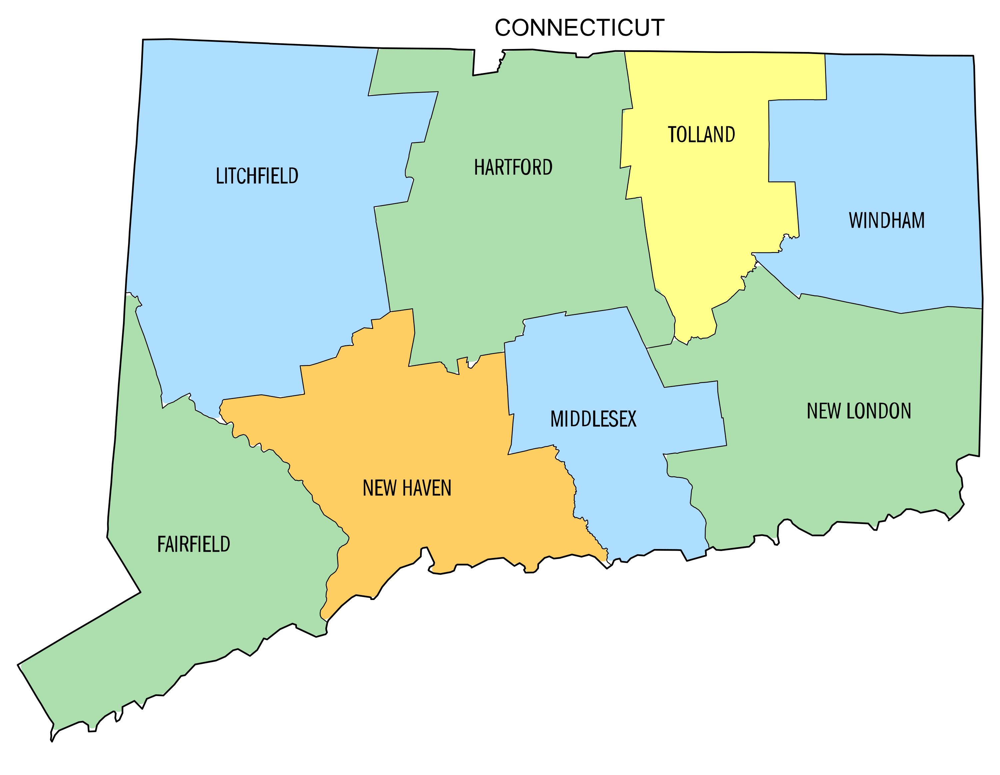 CONNECTICUT
TOLLAND
HARTFORD
LITCHFIELD
WINDHAM
NEW LONDON
MIDDLESEX
NEW HAVEN
FAIRFIELD